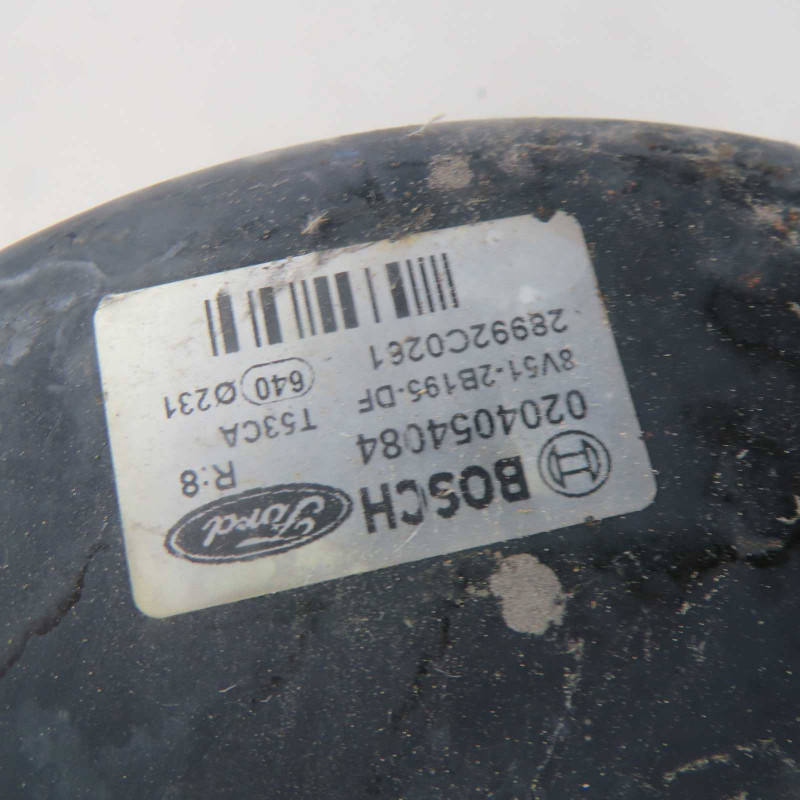 BOSCH Ford
0204054084 R:8
8V51-2B195-DF T53CA
28992C0261 640 Ø231